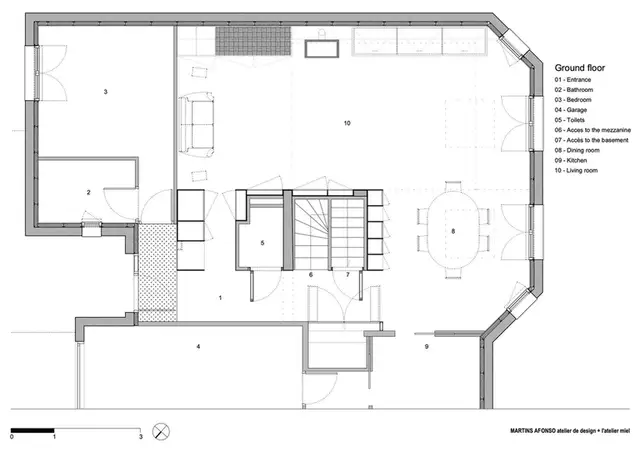 Ground floor
01 - Entrance
02 - Bathroom
03 - Bedroom
04 - Garage
05 - Toilets
06 - Acces to the mezzanine
07 - Accès to the basement
08 - Dining room
09 - Kitchen
10 - Living room
3
10
2
8
5
6
7
1
4
9
0 1 3
MARTINS AFONSO atelier de design + l'atelier miel